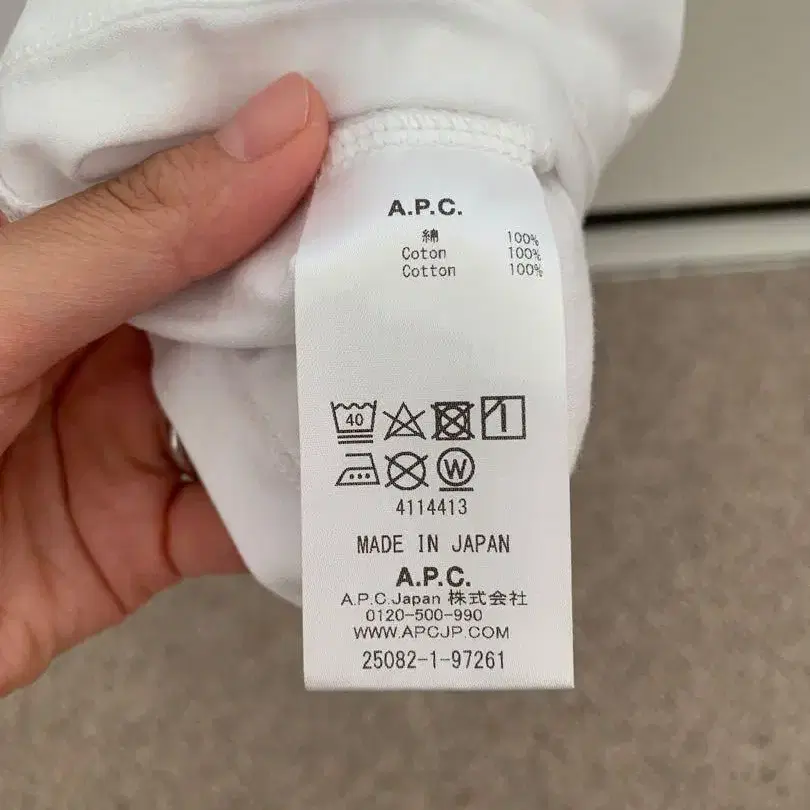 A.P.C.
綿 100%
Coton 100%
Cotton 100%
40
W
4114413
MADE IN JAPAN
A.P.C.
A.P.C.Japan 株式会社
0120-500-990
WWW.APCJP.COM
25082-1-97261